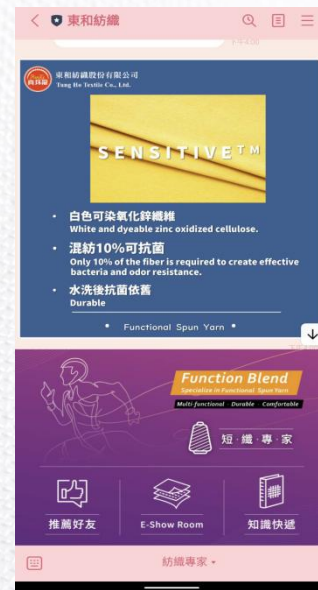 東和紡織
下午4:00
東和紡織股份有限公司
Tung Ho Textile Co., Ltd.
SENSITIVE™
• 白色可染氧化鋅纖維
White and dyeable zinc oxidized cellulose.
• 混紡10%可抗菌
Only 10% of the fiber is required to create effective
bacteria and odor resistance.
• 水洗後抗菌依舊
Durable
• Functional Spun Yarn •
Function Blend
Specialize in Functional Spun Yarn
Multi-functional Durable Comfortable
短·纖·專·家
推薦好友
E-Show Room
知識快遞
紡織專家